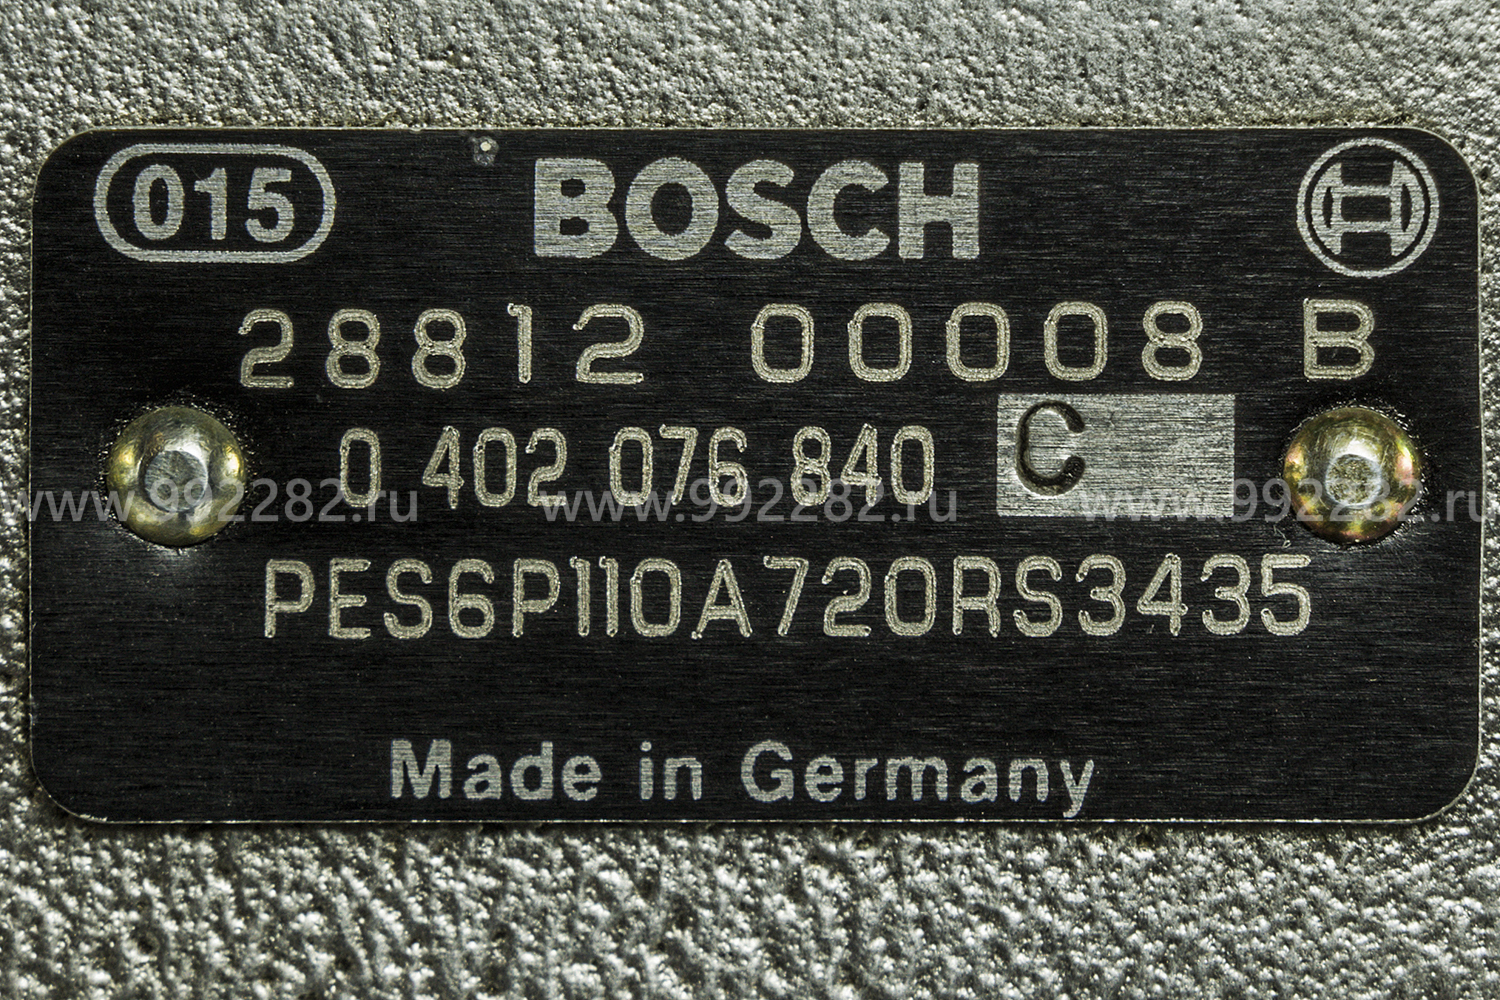 015 BOSCH
28812 00008 B
0 402 076 840 C
www.992282.ru www.992282.ru www.992282.ru
PES6P110A720RS3435
Made in Germany